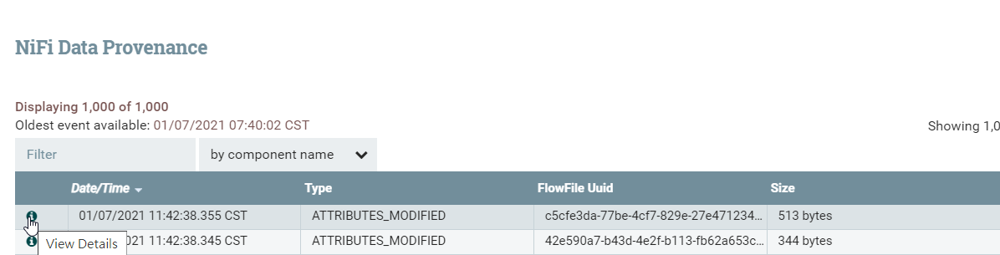 NiFi Data Provenance
Displaying 1,000 of 1,000
Oldest event available: 01/07/2021 07:40:02 CST
Showing 1,0
Filter by component name
Date/Time Type FlowFile Uuid Size
01/07/2021 11:42:38.355 CST ATTRIBUTES_MODIFIED c5cfe3da-77be-4cf7-829e-27e471234... 513 bytes
021 11:42:38.345 CST ATTRIBUTES_MODIFIED 42e590a7-b43d-4e2f-b113-fb62a653c... 344 bytes
View Details